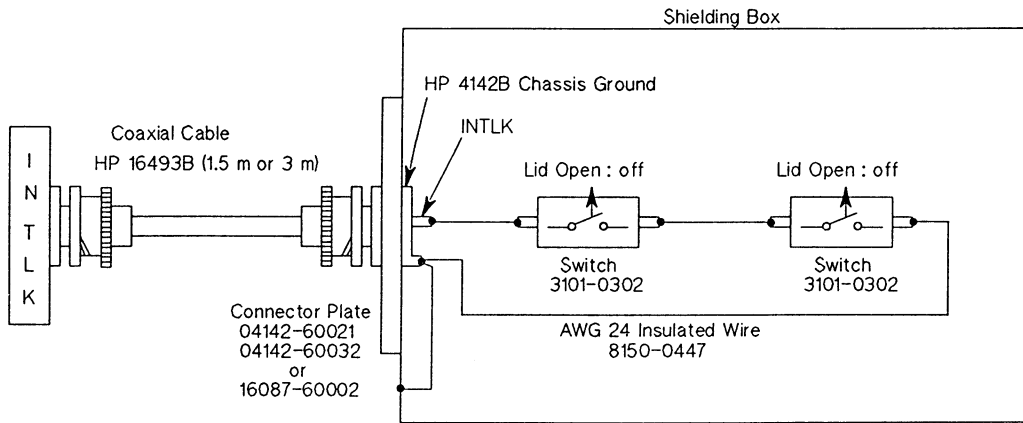 Shielding Box
HP 4142B Chassis Ground
INTLK
Coaxial Cable
HP 16493B (1.5 m or 3 m)
INTLK
Lid Open : off
Lid Open : off
Switch
3101-0302
Switch
3101-0302
Connector Plate
04142-60021
04142-60032
or
16087-60002
AWG 24 Insulated Wire
8150-0447